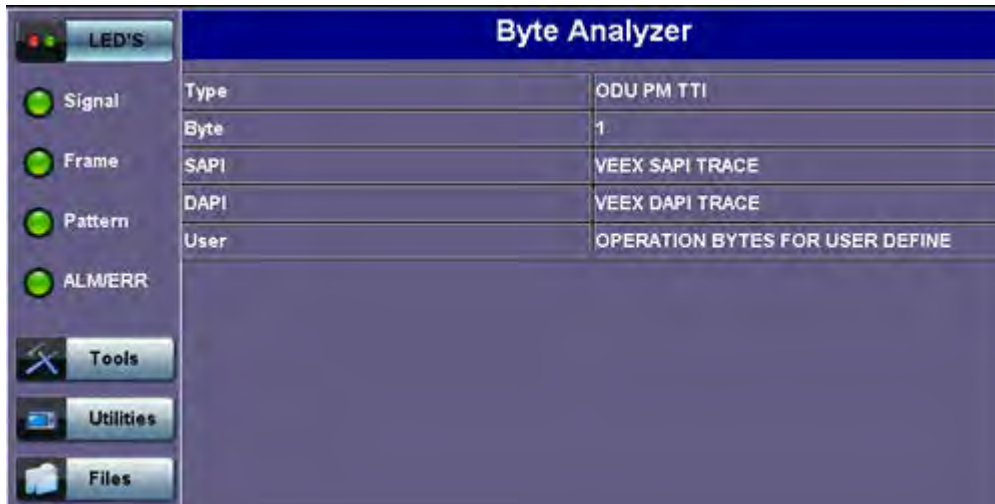 LED'S
Signal
Frame
Pattern
ALM/ERR
Tools
Utilities
Files
Byte Analyzer
Type ODU PM TTI
Byte 1
SAPI VEEX SAPI TRACE
DAPI VEEX DAPI TRACE
User OPERATION BYTES FOR USER DEFINE